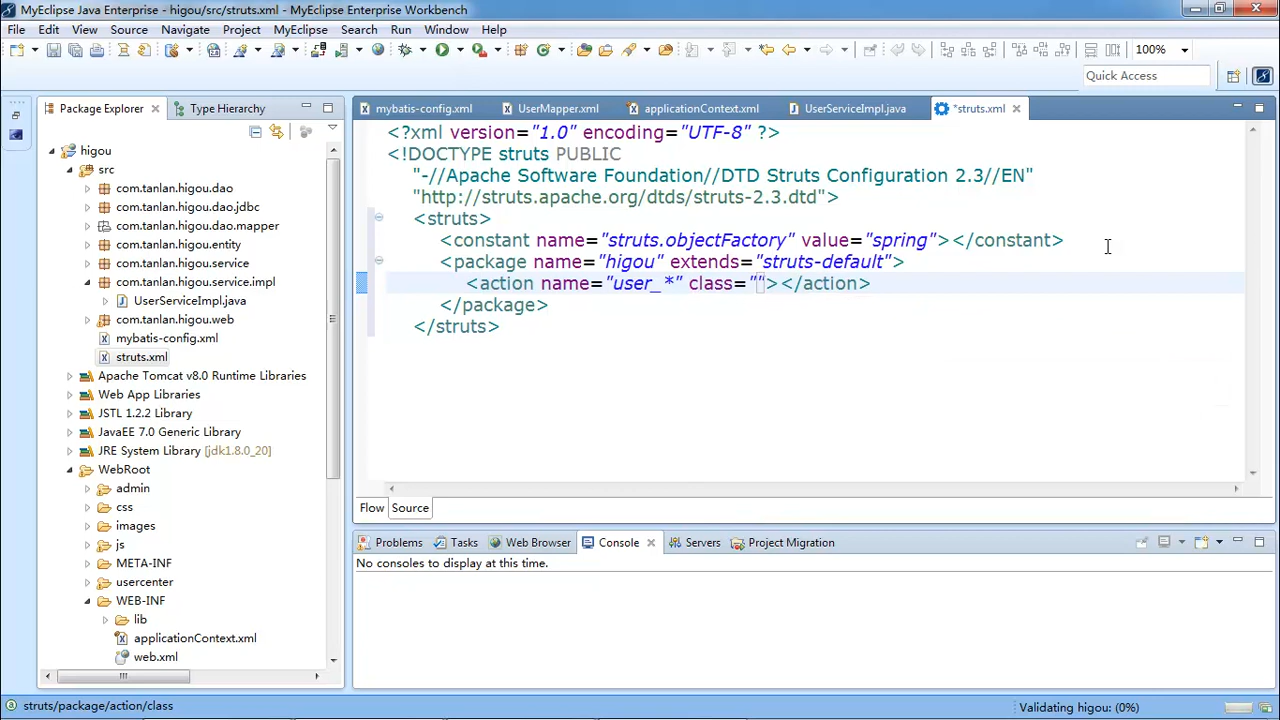 MyEclipse Java Enterprise - higou/src/struts.xml - MyEclipse Enterprise Workbench
File Edit View Source Navigate Project MyEclipse Search Run Window Help
100%
Quick Access
Package Explorer Type Hierarchy
mybatis-config.xml UserMapper.xml applicationContext.xml UserServiceImpl.java *struts.xml
higou
src
com.tanlan.higou.dao
com.tanlan.higou.dao.jdbc
com.tanlan.higou.dao.mapper
com.tanlan.higou.entity
com.tanlan.higou.service
com.tanlan.higou.service.impl
UserServiceImpl.java
com.tanlan.higou.web
mybatis-config.xml
struts.xml
Apache Tomcat v8.0 Runtime Libraries
Web App Libraries
JSTL 1.2.2 Library
JavaEE 7.0 Generic Library
JRE System Library [jdk1.8.0_20]
WebRoot
admin
css
images
js
META-INF
usercenter
WEB-INF
lib
applicationContext.xml
web.xml
<?xml version="1.0" encoding="UTF-8" ?>
<!DOCTYPE struts PUBLIC
"-//Apache Software Foundation//DTD Struts Configuration 2.3//EN"
"http://struts.apache.org/dtds/struts-2.3.dtd">
<struts>
<constant name="struts.objectFactory" value="spring"></constant>
<package name="higou" extends="struts-default">
<action name="user_*" class=""></action>
</package>
</struts>
Flow Source
Problems Tasks Web Browser Console Servers Project Migration
No consoles to display at this time.
struts/package/action/class
Validating higou: (0%)